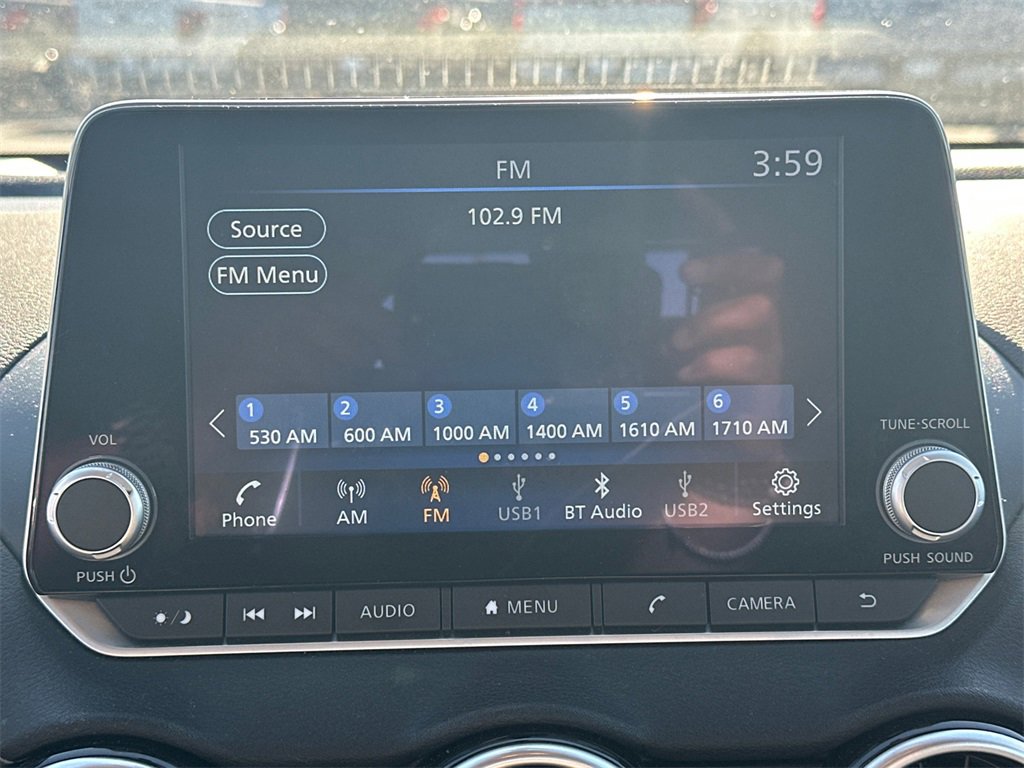 FM 3:59
Source 102.9 FM
FM Menu
1 2 3 4 5 6
530 AM 600 AM 1000 AM 1400 AM 1610 AM 1710 AM
VOL TUNE·SCROLL
Phone AM FM USB1 BT Audio USB2 Settings
PUSH PUSH SOUND
AUDIO MENU CAMERA